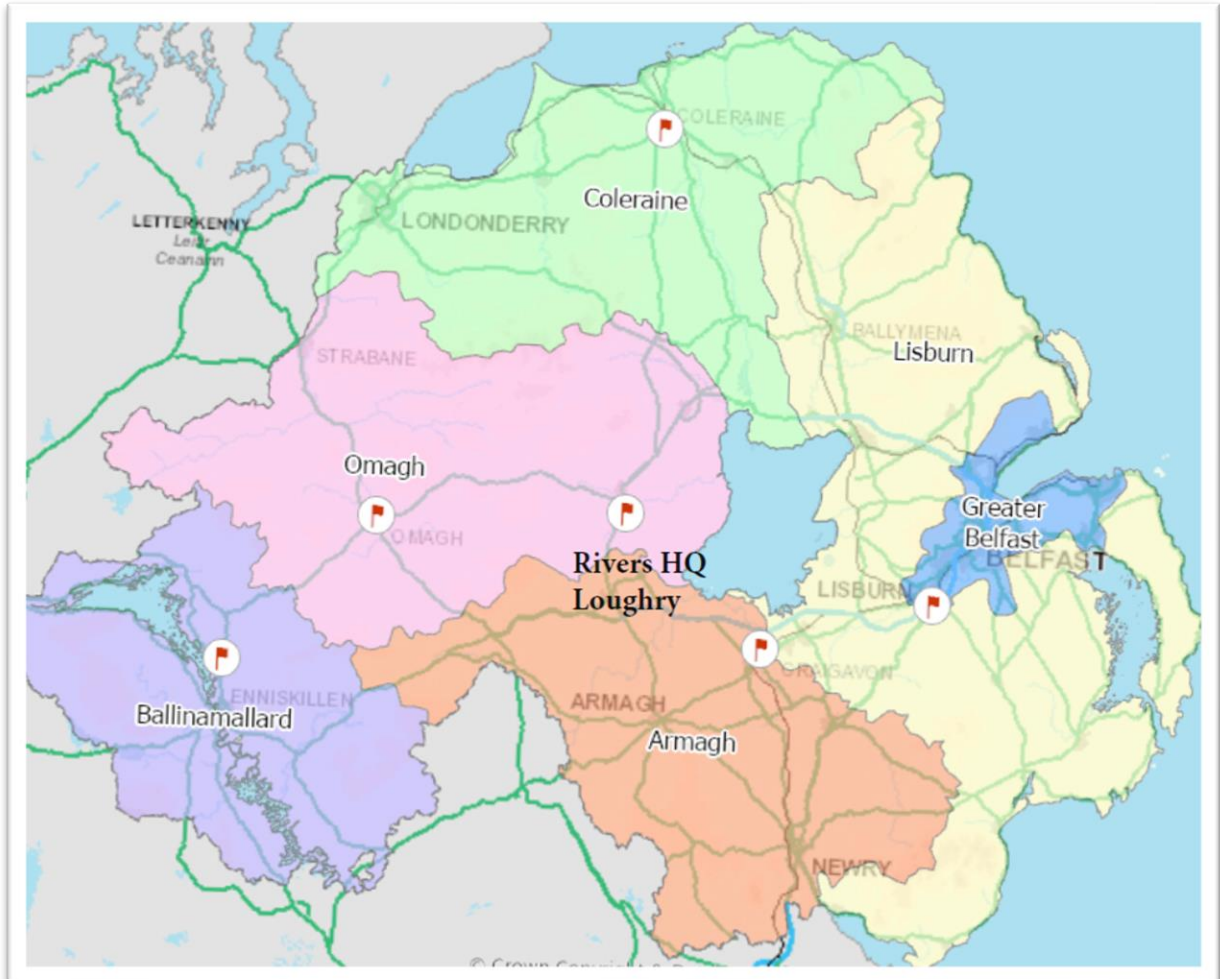 COLERAINE
Coleraine
LONDONDERRY
LETTERKENNY
Leitir
Ceanainn
STRABANE
BALLYMENA
Lisburn
Omagh
OMAGH
Greater
Belfast
BELFAST
Rivers HQ
Loughry
LISBURN
CRAIGAVON
ENNISKILLEN
Ballinamallard
ARMAGH
Armagh
NEWRY
© Crown Copyright &